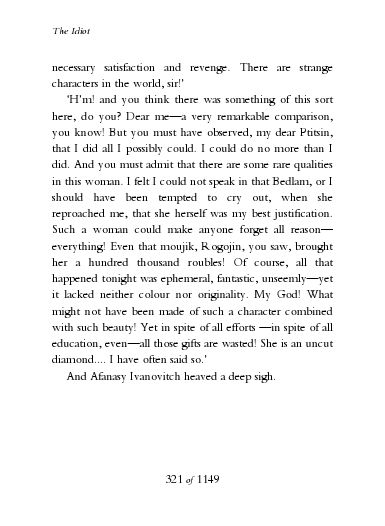 The Idiot
necessary satisfaction and revenge. There are strange
characters in the world, sir!'
'H'm! and you think there was something of this sort
here, do you? Dear me—a very remarkable comparison,
you know! But you must have observed, my dear Ptitsin,
that I did all I possibly could. I could do no more than I
did. And you must admit that there are some rare qualities
in this woman. I felt I could not speak in that Bedlam, or I
should have been tempted to cry out, when she
reproached me, that she herself was my best justification.
Such a woman could make anyone forget all reason—
everything! Even that moujik, Rogojin, you saw, brought
her a hundred thousand roubles! Of course, all that
happened tonight was ephemeral, fantastic, unseemly—yet
it lacked neither colour nor originality. My God! What
might not have been made of such a character combined
with such beauty! Yet in spite of all efforts —in spite of all
education, even—all those gifts are wasted! She is an uncut
diamond.... I have often said so.'
And Afanasy Ivanovitch heaved a deep sigh.
321 of 1149